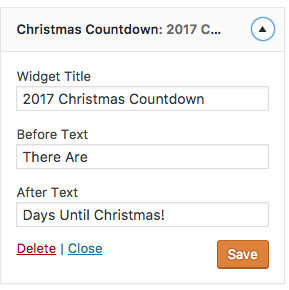 Christmas Countdown: 2017 C...
Widget Title
2017 Christmas Countdown
Before Text
There Are
After Text
Days Until Christmas!
Delete | Close
Save